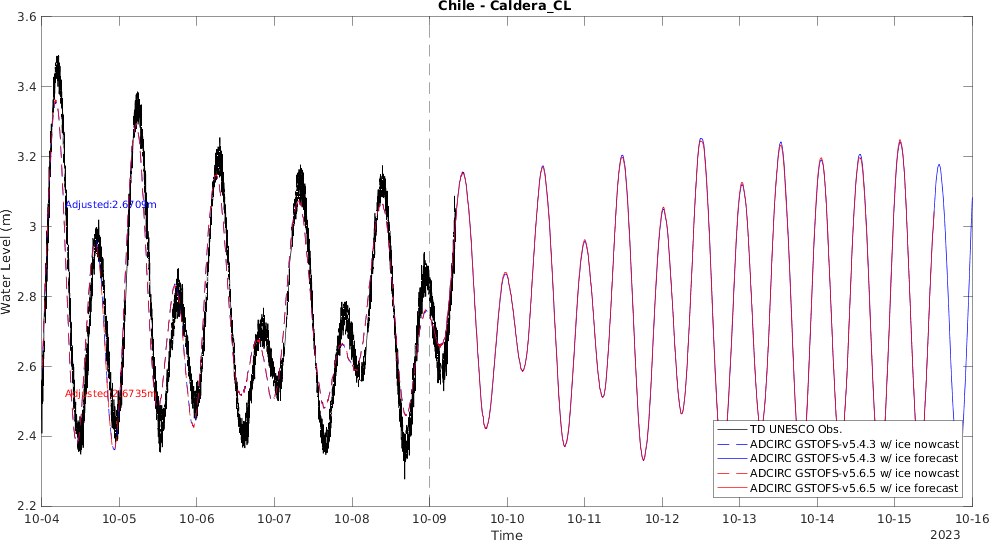 Chile - Caldera_CL
3.6
3.4
3.2
3
2.8
2.6
2.4
2.2
Water Level (m)
Adjusted:2.6709m
Adjusted:2.6735m
TD UNESCO Obs.
ADCIRC GSTOFS-v5.4.3 w/ ice nowcast
ADCIRC GSTOFS-v5.4.3 w/ ice forecast
ADCIRC GSTOFS-v5.6.5 w/ ice nowcast
ADCIRC GSTOFS-v5.6.5 w/ ice forecast
10-04 10-05 10-06 10-07 10-08 10-09 10-10 10-11 10-12 10-13 10-14 10-15 10-16
Time
2023